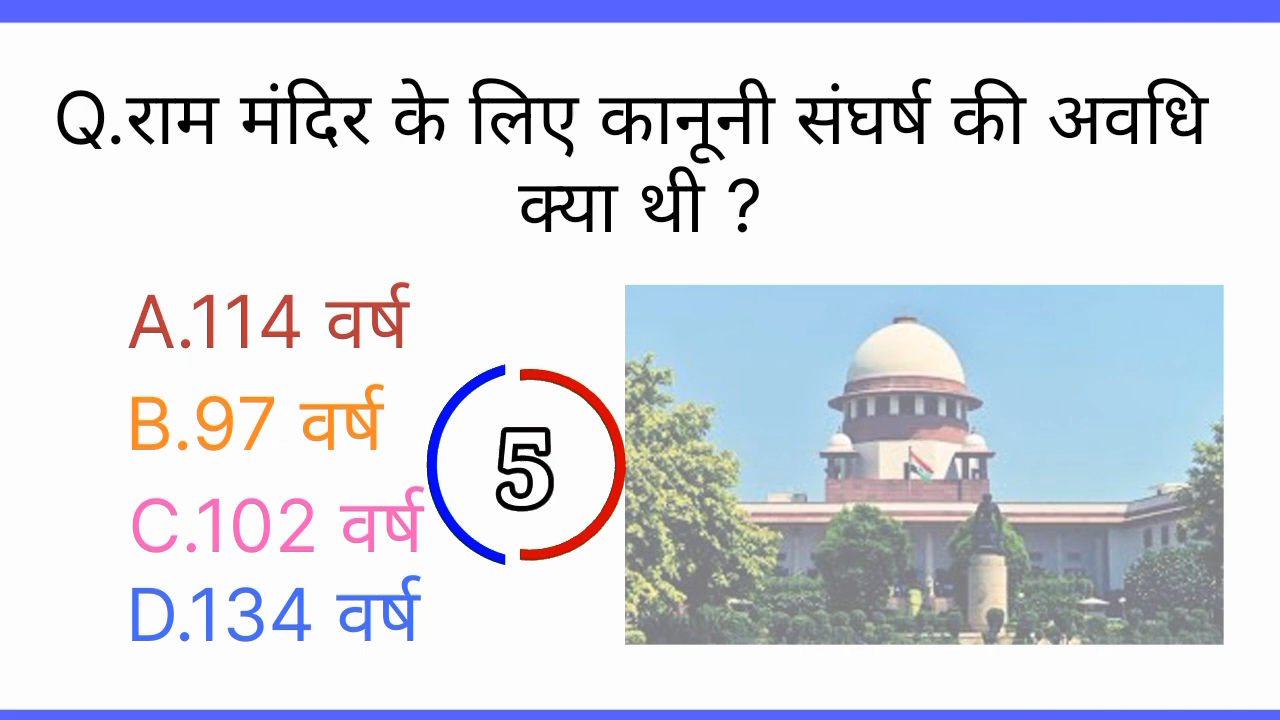 Q.राम मंदिर के लिए कानूनी संघर्ष की अवधि
क्या थी ?
A.114 वर्ष
B.97 वर्ष
5
C.102 वर्ष
D.134 वर्ष